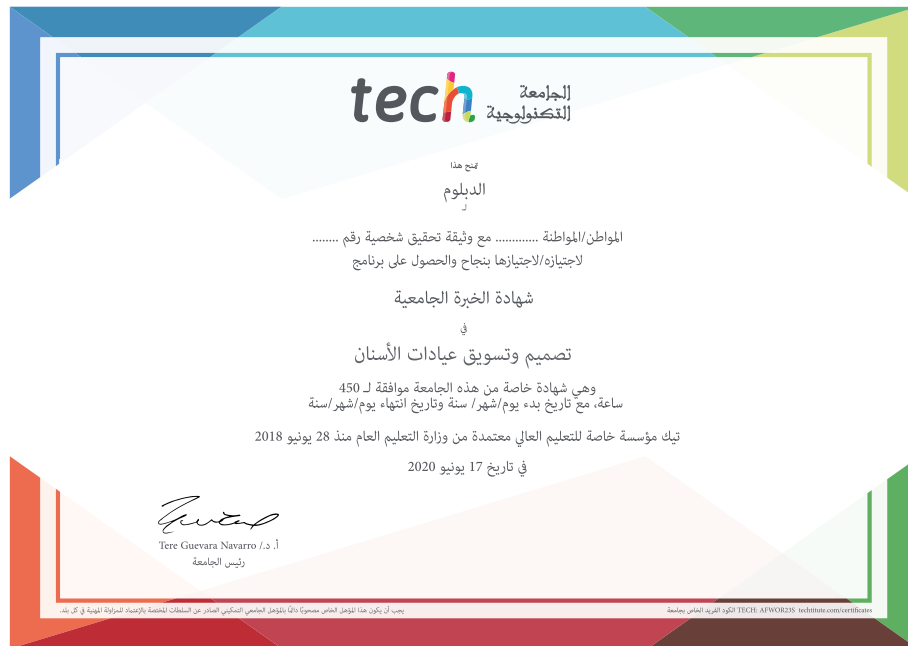 tech الجامعة
التكنولوجية
تمنح هذا
الدبلوم
لـ
المواطن/المواطنة ............ مع وثيقة تحقيق شخصية رقم ........
لاجتيازه/لاجتيازها بنجاح والحصول على برنامج
شهادة الخبرة الجامعية
في
تصميم وتسويق عيادات الأسنان
وهي شهادة خاصة من هذه الجامعة موافقة لـ 450
ساعة، مع تاريخ بدء يوم/شهر/ سنة وتاريخ انتهاء يوم/شهر/سنة
تيك مؤسسة خاصة للتعليم العالي معتمدة من وزارة التعليم العام منذ 28 يونيو 2018
في تاريخ 17 يونيو 2020
أ. د./ Tere Guevara Navarro
رئيس الجامعة
يجب أن يكون هذا المؤهل الخاص مصحوبًا دائمًا بالمؤهل الجامعي التمكيني الصادر عن السلطات المختصة بالإعتماد للمزاولة المهنية في كل بلد.
الكود الفريد الخاص بجامعة TECH: AFWOR23S techtitute.com/certificates